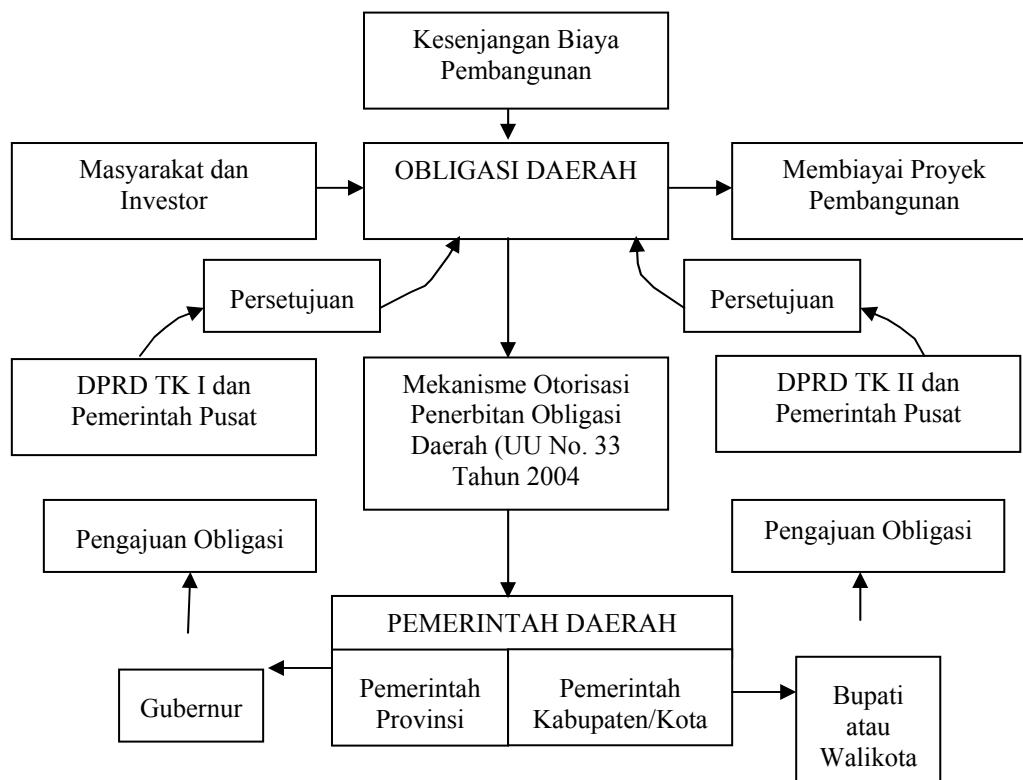 Kesenjangan Biaya
Pembangunan
Masyarakat dan
Investor
OBLIGASI DAERAH
Membiayai Proyek
Pembangunan
Persetujuan
Persetujuan
DPRD TK I dan
Pemerintah Pusat
Mekanisme Otorisasi
Penerbitan Obligasi
Daerah (UU No. 33
Tahun 2004
DPRD TK II dan
Pemerintah Pusat
Pengajuan Obligasi
Pengajuan Obligasi
PEMERINTAH DAERAH
Gubernur
Pemerintah
Provinsi
Pemerintah
Kabupaten/Kota
Bupati
atau
Walikota